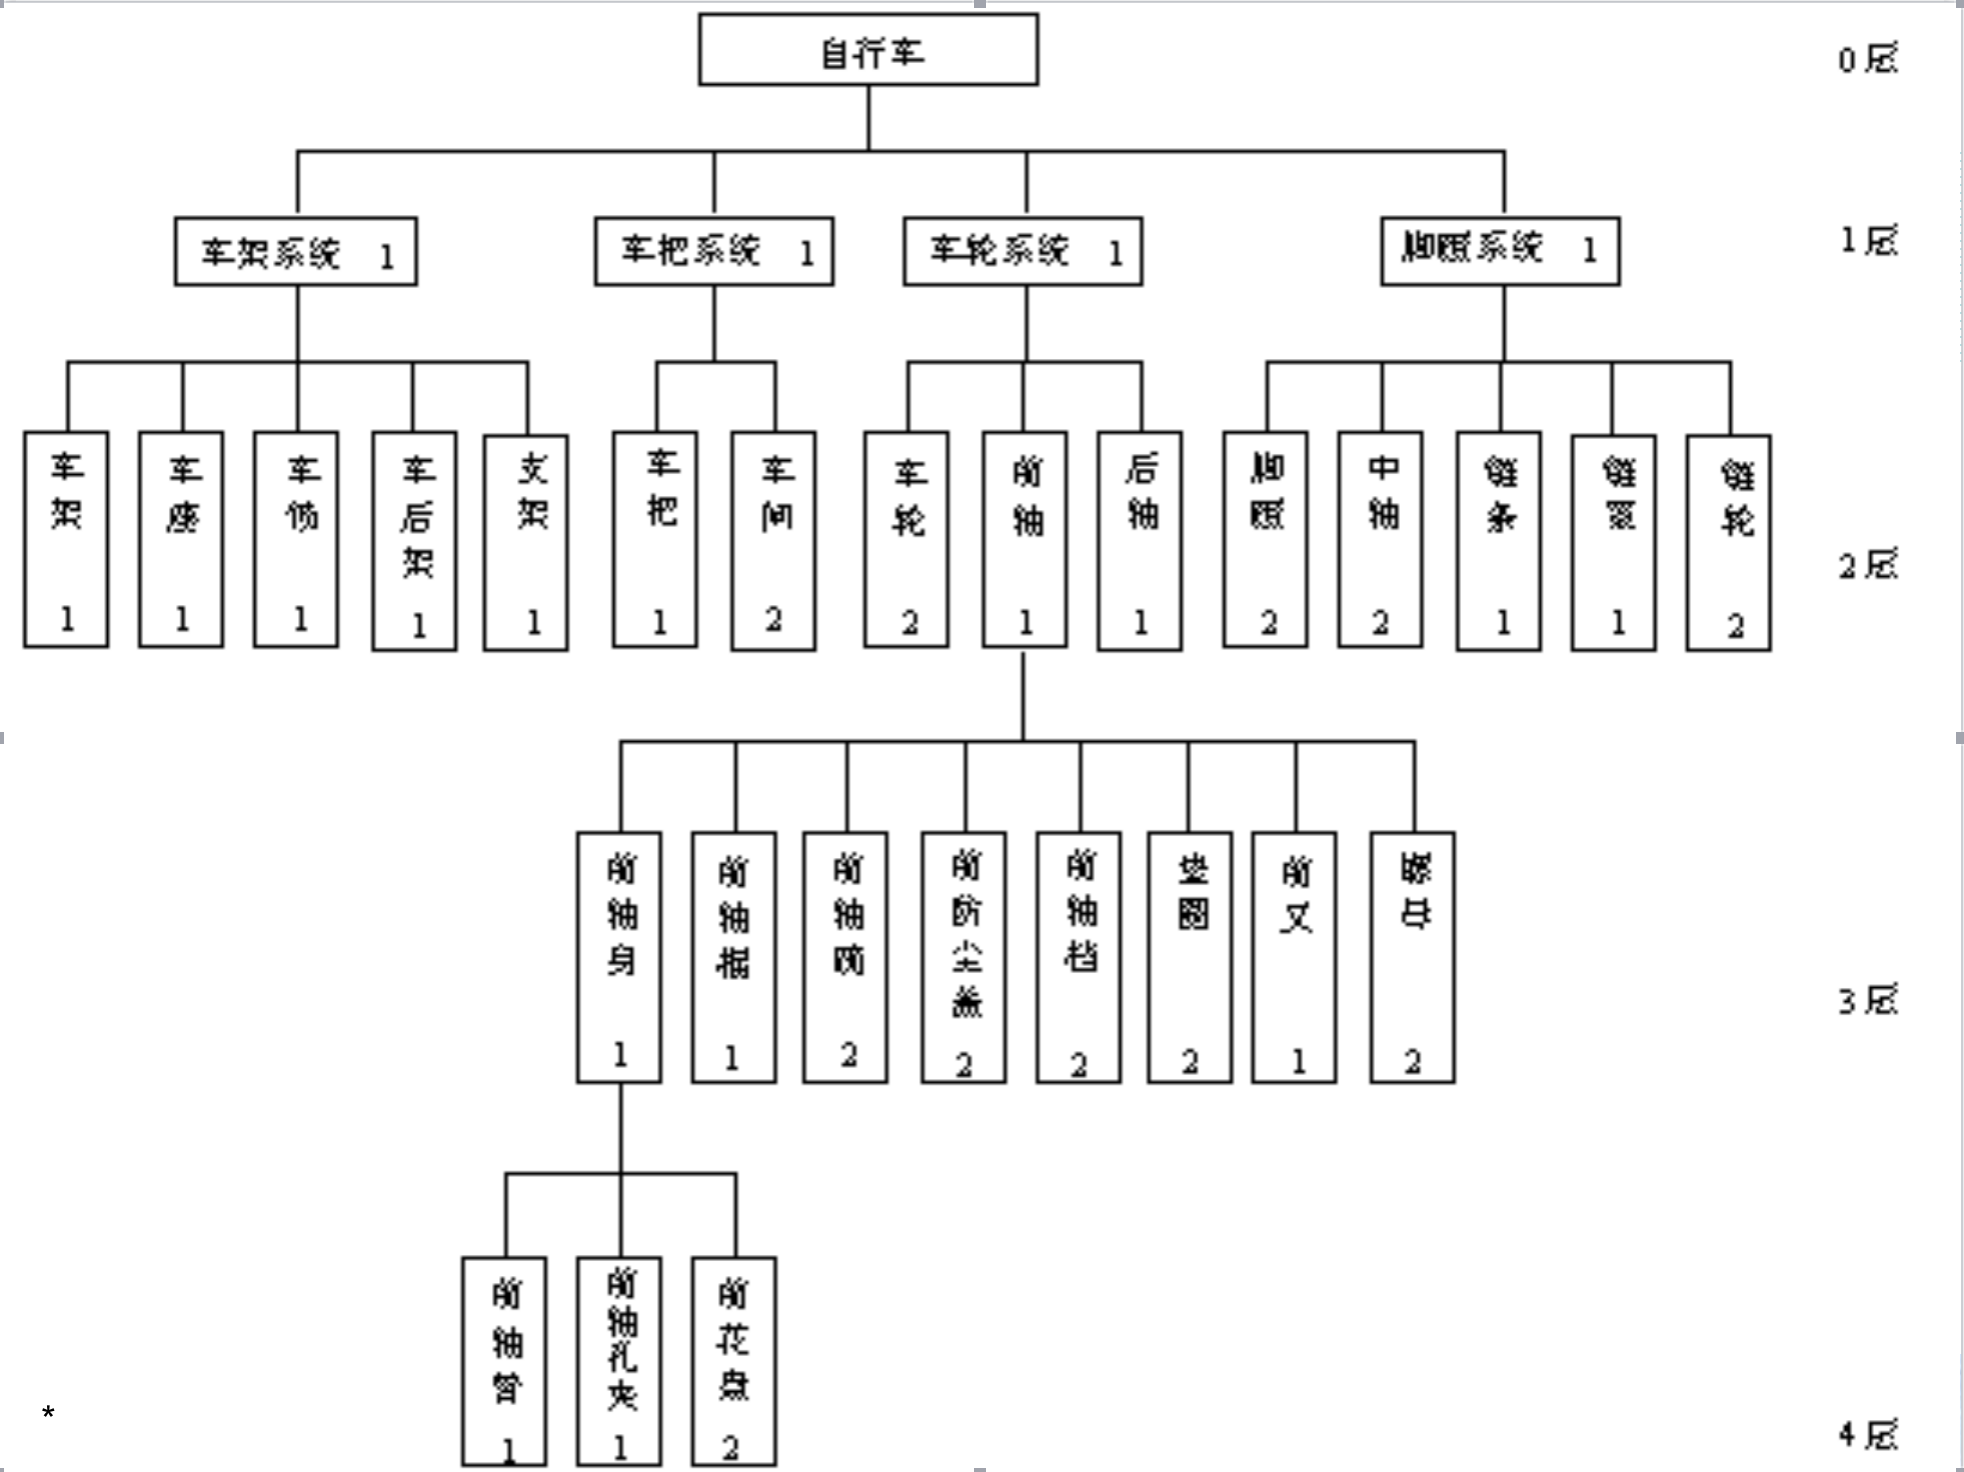 自行车
0层
车架系统 1
车把系统 1
车轮系统 1
脚蹬系统 1
1层
车架 1
车座 1
车 1
车后架 1
支架 1
车把 1
车闸 2
车轮 2
前轴 1
后轴 1
脚蹬 2
中轴 2
链条 1
链罩 1
链轮 2
2层
前轴身 1
前轴辊 1
前轴碗 2
前防尘盖 2
前轴挡 2
垫圈 2
前叉 1
螺母 2
3层
前轴管 1
前轴孔夹 1
前花盘 2
*
4层